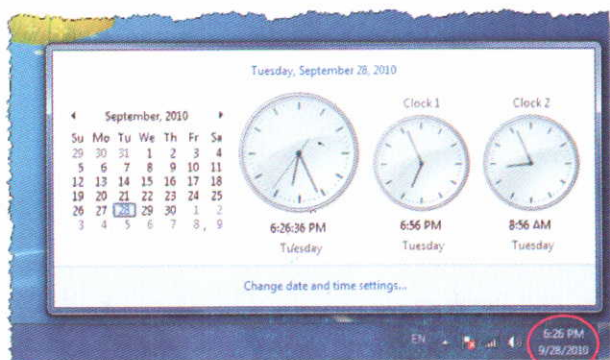 Tuesday, September 28, 2010
September, 2010
Su Mo Tu We Th Fr Sa
29 30 31 1 2 3 4
5 6 7 8 9 10 11
12 13 14 15 16 17 18
19 20 21 22 23 24 25
26 27 28 29 30 1 2
3 4 5 6 7 8 9
6:26:36 PM
Tuesday
Clock 1
6:56 PM
Tuesday
Clock 2
8:56 AM
Tuesday
Change date and time settings...
EN
6:26 PM
9/28/2010